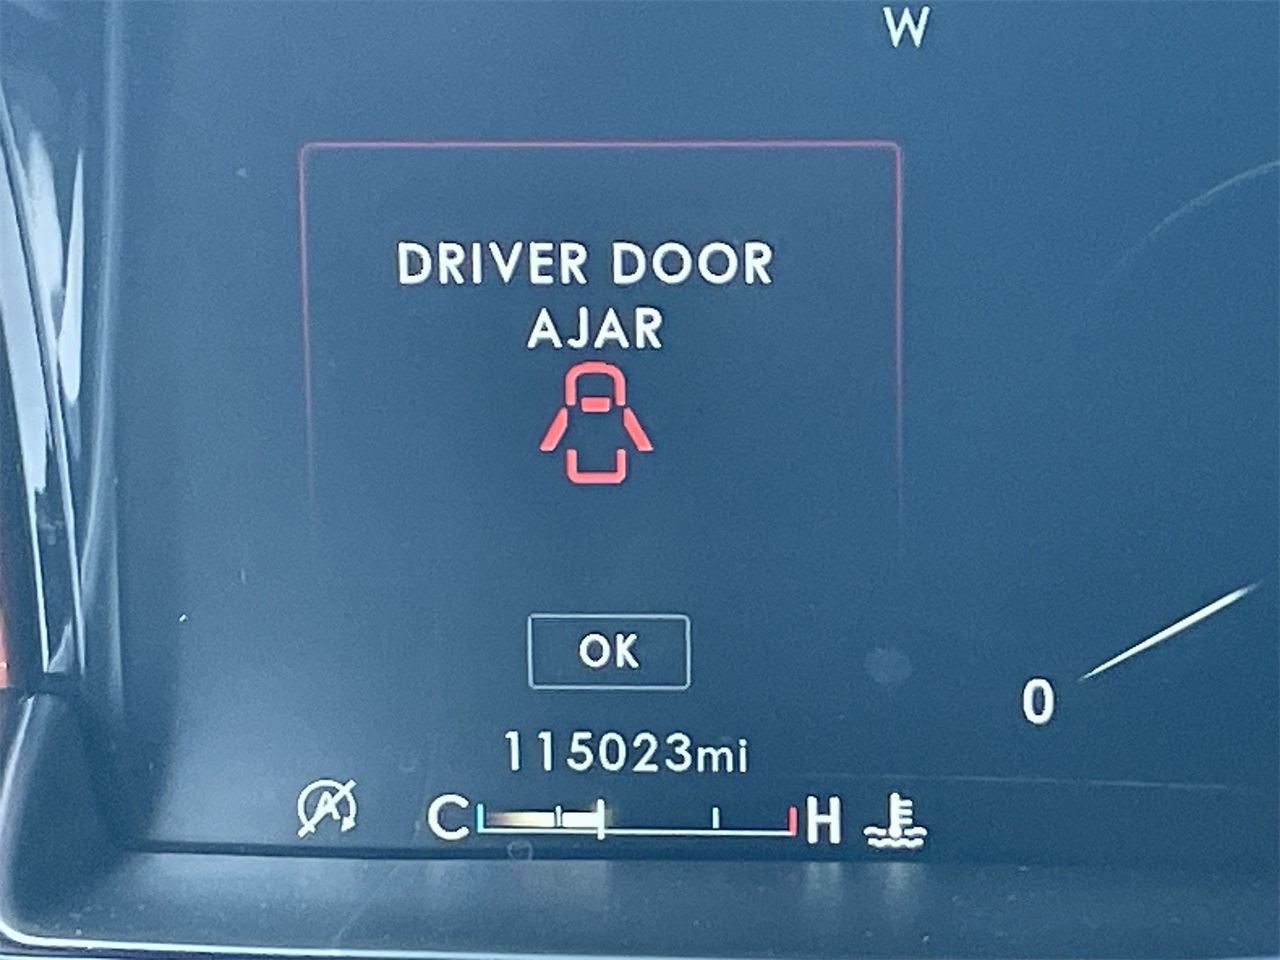 W
DRIVER DOOR
AJAR
OK
0
115023mi
A
C H